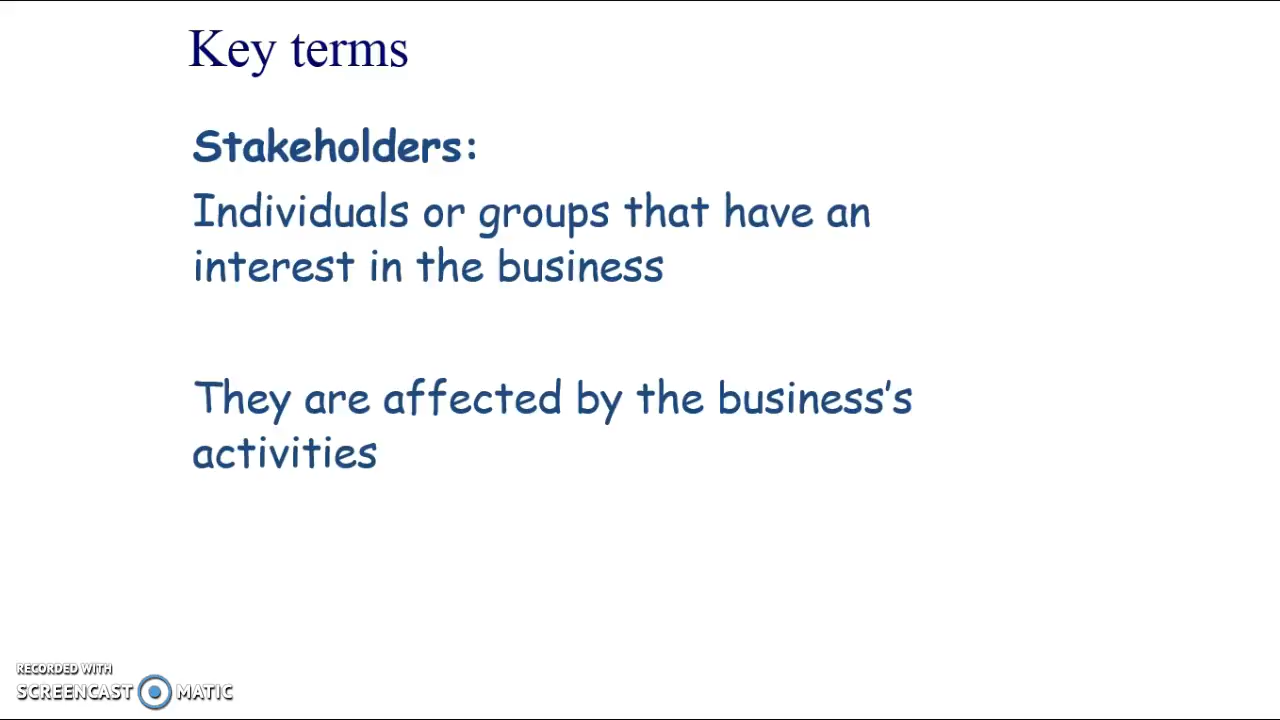 Key terms
Stakeholders:
Individuals or groups that have an
interest in the business
They are affected by the business’s
activities
RECORDED WITH
SCREENCAST MATIC